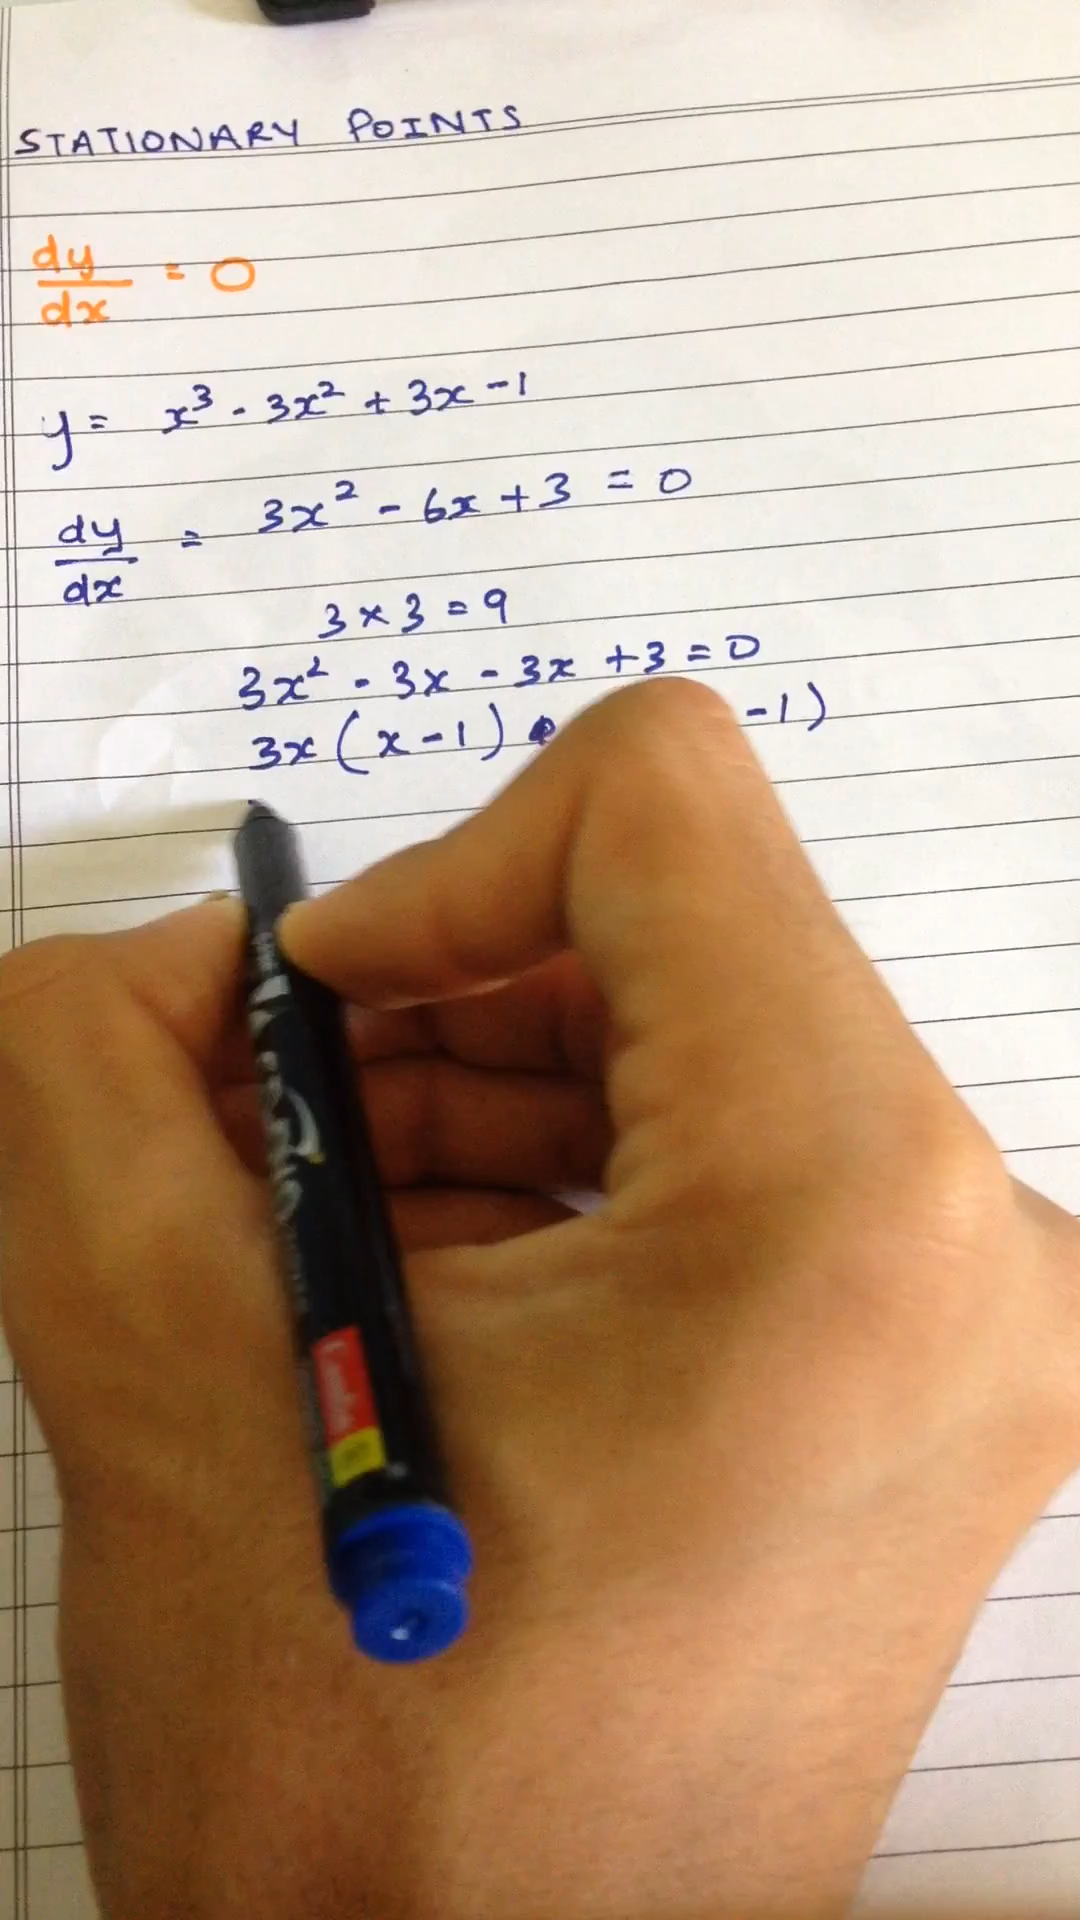 STATIONARY POINTS
dy/dx = 0
y = x³ - 3x² + 3x - 1
dy/dx = 3x² - 6x + 3 = 0
3 × 3 = 9
3x² - 3x - 3x + 3 = 0
3x (x - 1) - 1)